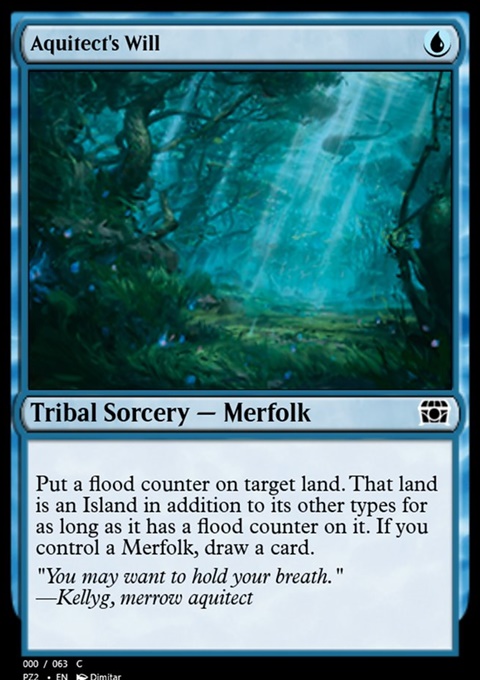 Aquitect's Will
Tribal Sorcery — Merfolk
Put a flood counter on target land. That land
is an Island in addition to its other types for
as long as it has a flood counter on it. If you
control a Merfolk, draw a card.
"You may want to hold your breath."
—Kellyg, merrow aquitect
000 / 063 C
PZ2 • EN Dimitar